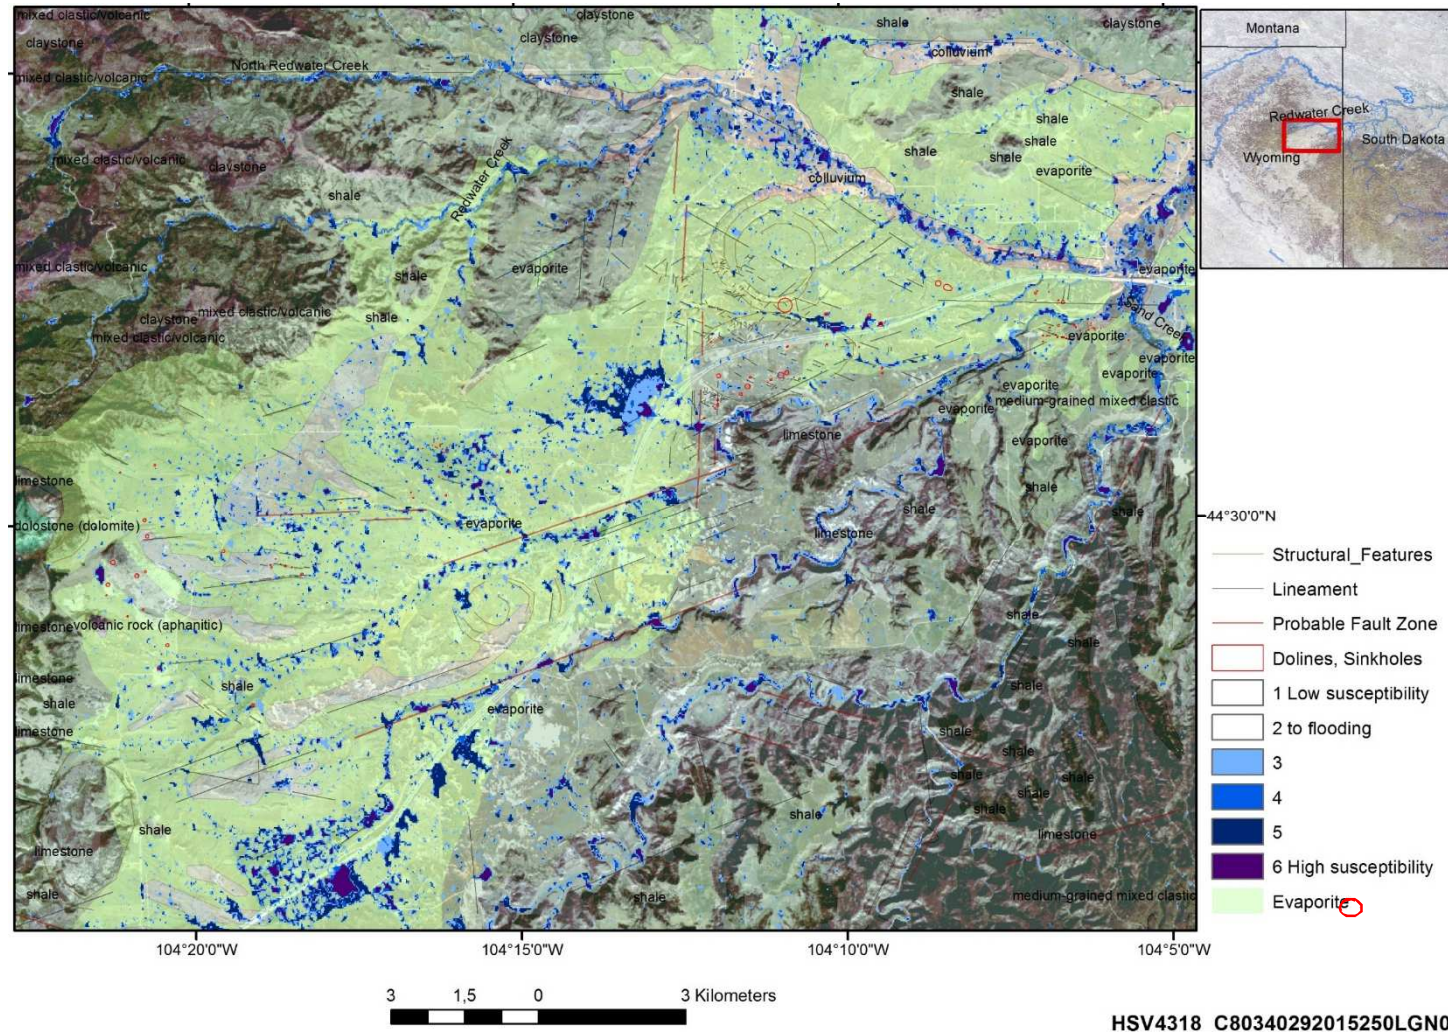 mixed clastic/volcanic
claystone
claystone
shale
claystone
colluvium
North Redwater Creek
mixed clastic/volcanic
shale
shale
mixed clastic/volcanic
claystone
shale
shale
shale
shale
evaporite
colluvium
Redwater Creek
mixed clastic/volcanic
evaporite
shale
evaporite
claystone
mixed clastic/volcanic
shale
mixed clastic/volcanic
Sand Creek
evaporite
evaporite
evaporite
evaporite
medium-grained mixed clastic
evaporite
limestone
evaporite
limestone
shale
shale
shale
dolostone (dolomite)
evaporite
limestone
shale
limestone
volcanic rock (aphanitic)
shale
limestone
shale
shale
shale
evaporite
limestone
shale
shale
shale
shale
shale
shale
limestone
shale
limestone
shale
shale
medium-grained mixed clastic
104°20'0"W
104°15'0"W
104°10'0"W
104°5'0"W
3
1,5
0
3 Kilometers
Montana
Redwater Creek
South Dakota
Wyoming
44°30'0"N
Structural_Features
Lineament
Probable Fault Zone
Dolines, Sinkholes
1 Low susceptibility
2 to flooding
3
4
5
6 High susceptibility
Evaporite
HSV4318_C80340292015250LGN0